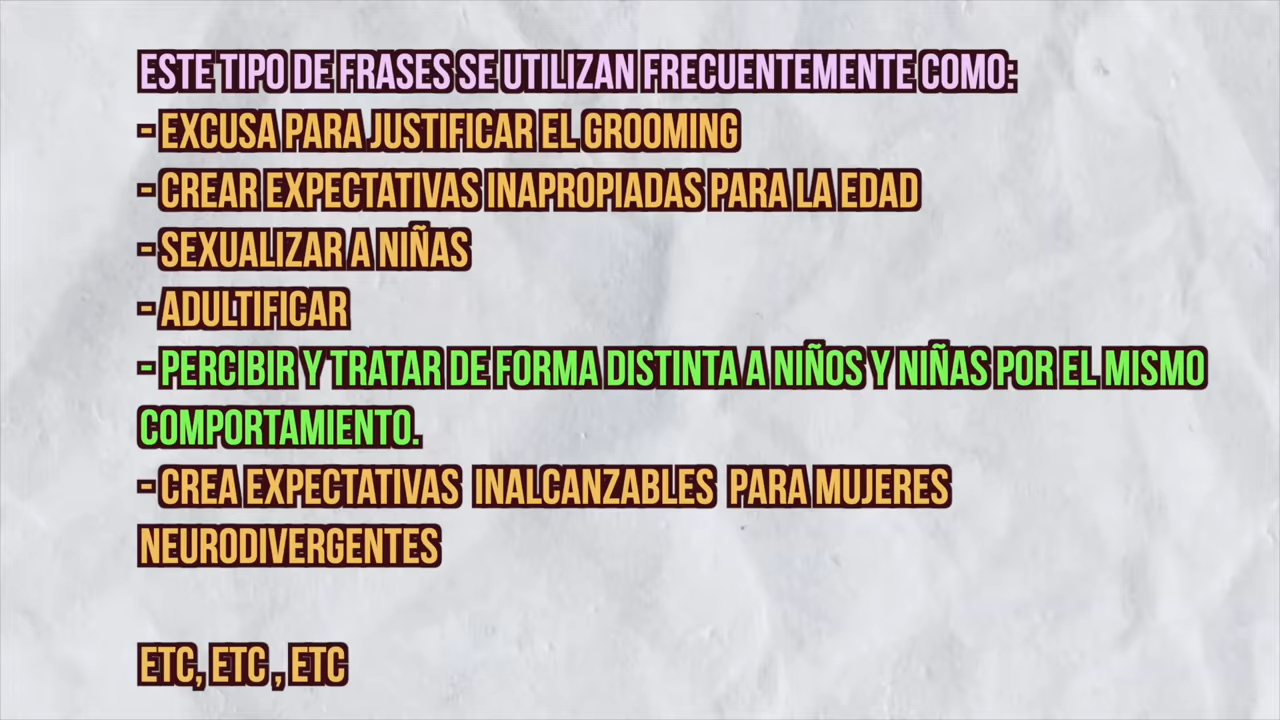 ESTE TIPO DE FRASES SE UTILIZAN FRECUENTEMENTE COMO:
- EXCUSA PARA JUSTIFICAR EL GROOMING
- CREAR EXPECTATIVAS INAPROPIADAS PARA LA EDAD
- SEXUALIZAR A NIÑAS
- ADULTIFICAR
- PERCIBIR Y TRATAR DE FORMA DISTINTA A NIÑOS Y NIÑAS POR EL MISMO
COMPORTAMIENTO.
- CREA EXPECTATIVAS INALCANZABLES PARA MUJERES
NEURODIVERGENTES
ETC, ETC , ETC